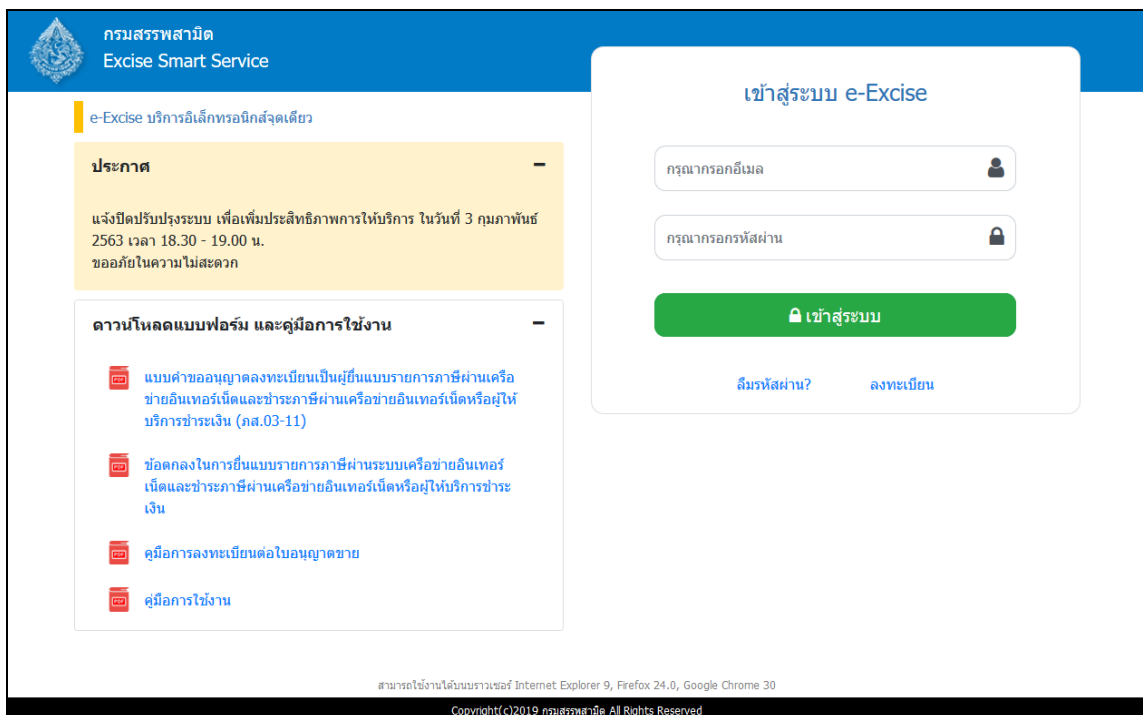 กรมสรรพสามิต
Excise Smart Service
e-Excise บริการอิเล็กทรอนิกส์จุดเดียว
ประกาศ
แจ้งปิดปรับปรุงระบบ เพื่อเพิ่มประสิทธิภาพการให้บริการ ในวันที่ 3 กุมภาพันธ์
2563 เวลา 18.30 - 19.00 น.
ขออภัยในความไม่สะดวก
ดาวน์โหลดแบบฟอร์ม และคู่มือการใช้งาน
PDF
แบบคำขออนุญาตลงทะเบียนเป็นผู้ยื่นแบบรายการภาษีผ่านเครือ
ข่ายอินเทอร์เน็ตและชำระภาษีผ่านเครือข่ายอินเทอร์เน็ตหรือผู้ให้
บริการชำระเงิน (ภส.03-11)
PDF
ข้อตกลงในการยื่นแบบรายการภาษีผ่านระบบเครือข่ายอินเทอร์
เน็ตและชำระภาษีผ่านเครือข่ายอินเทอร์เน็ตหรือผู้ให้บริการชำระ
เงิน
PDF
คูมือการลงทะเบียนต่อใบอนุญาตขาย
PDF
คู่มือการใช้งาน
เข้าสู่ระบบ e-Excise
กรุณากรอกอีเมล
กรุณากรอกรหัสผ่าน
เข้าสู่ระบบ
ลืมรหัสผ่าน?
ลงทะเบียน
สามารถใช้งานได้บนบราวเซอร์ Internet Explorer 9, Firefox 24.0, Google Chrome 30
Copyright(c)2019 กรมสรรพสามิต All Rights Reserved